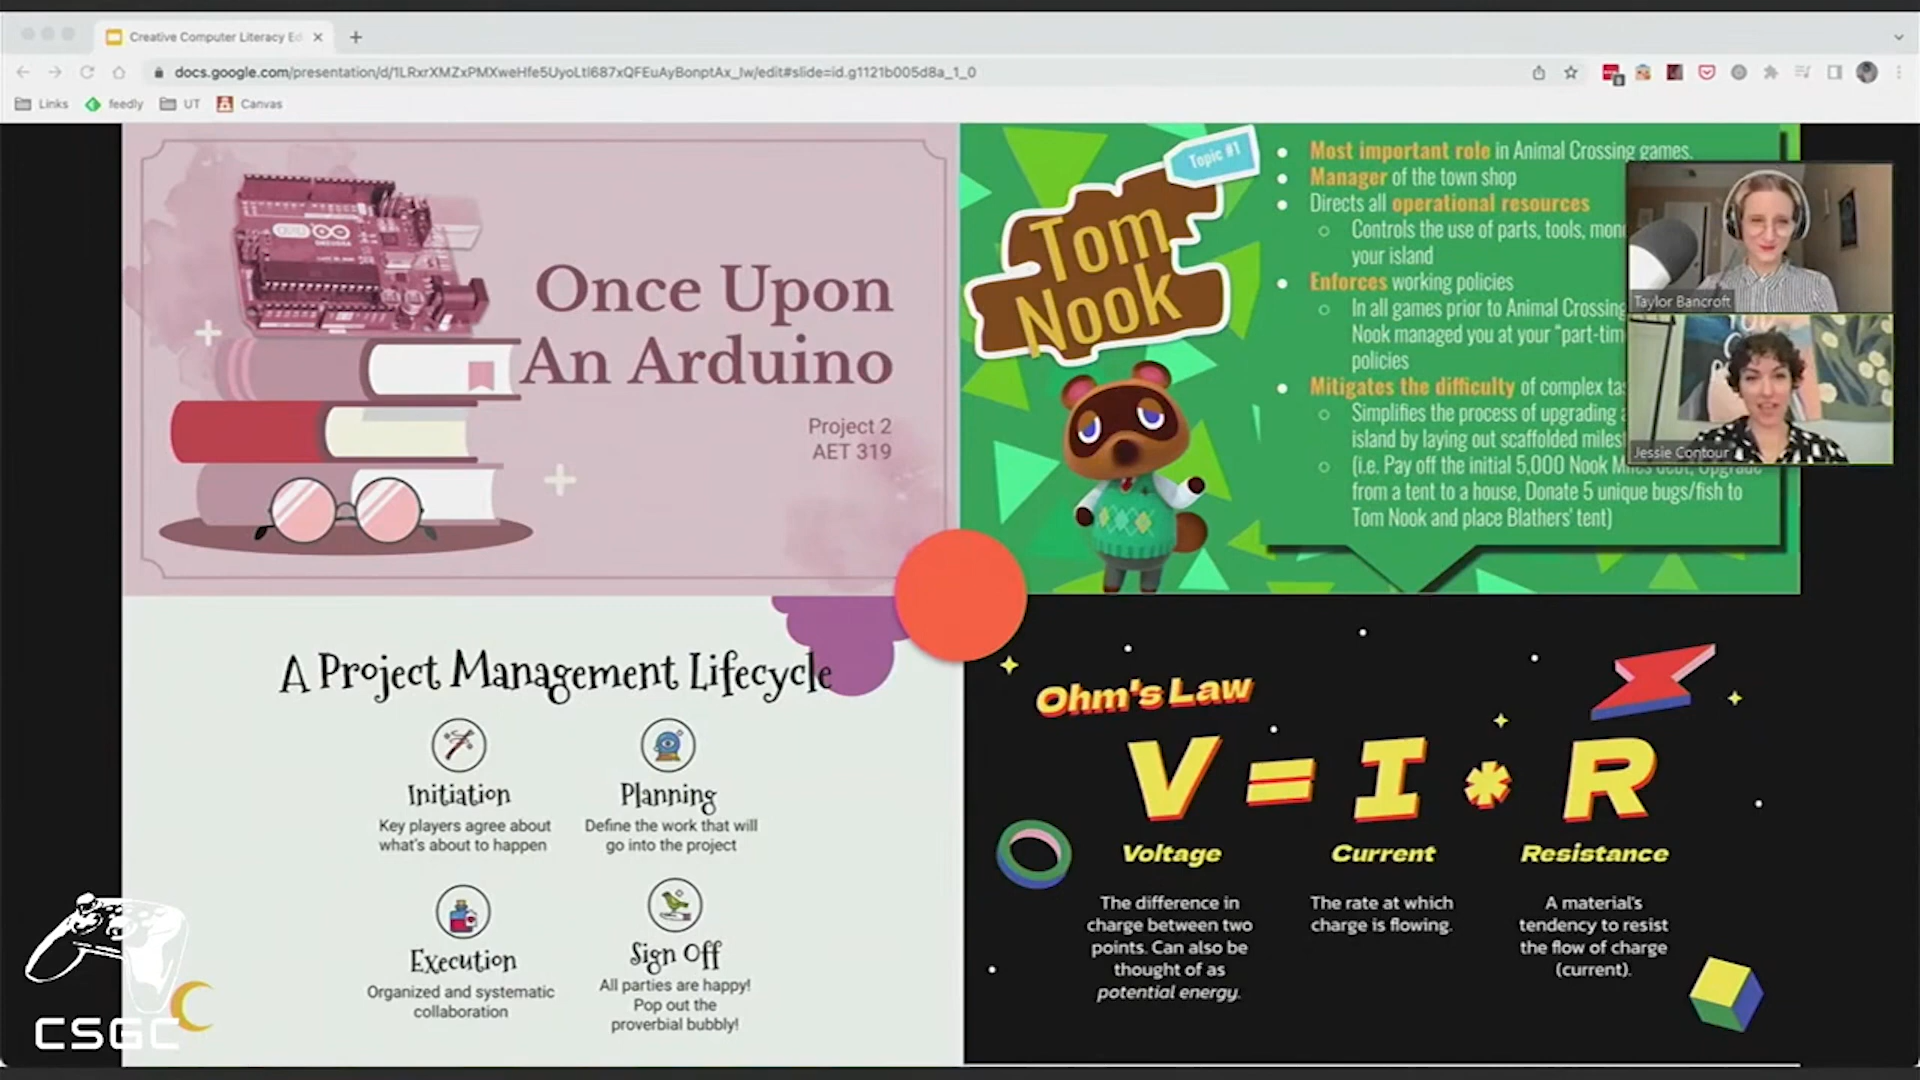 Creative Computer Literacy Ed
docs.google.com/presentation/d/1LRxrXMZxPMXweHfe5UyoLtl687xQFEuAyBonptAx_Iw/edit#slide=id.g1121b005d8a_1_0
Links
feedly
UT
Canvas
Once Upon
An Arduino
Project 2
AET 319
Topic #1
Tom
Nook
Most important role in Animal Crossing games.
Manager of the town shop
Directs all operational resources
Controls the use of parts, tools,
your island
Enforces working policies
In all games prior to Animal Crossing
Nook managed you at your
policies
Mitigates the difficulty of complex
Simplifies the process of upgrading
island by laying out scaffolded
(i.e. Pay off the initial 5,000 Nook Miles debt, Upgrade
from a tent to a house, Donate 5 unique bugs/fish to
Tom Nook and place Blathers' tent)
Taylor Bancroft
Jessie Contour
A Project Management Lifecycle
Initiation
Key players agree about
what's about to happen
Planning
Define the work that will
go into the project
Execution
Organized and systematic
collaboration
Sign Off
All parties are happy!
Pop out the
proverbial bubbly!
Ohm's Law
V = I * R
Voltage
The difference in
charge between two
points. Can also be
thought of as
potential energy.
Current
The rate at which
charge is flowing.
Resistance
A material's
tendency to resist
the flow of charge
(current).
CSGC